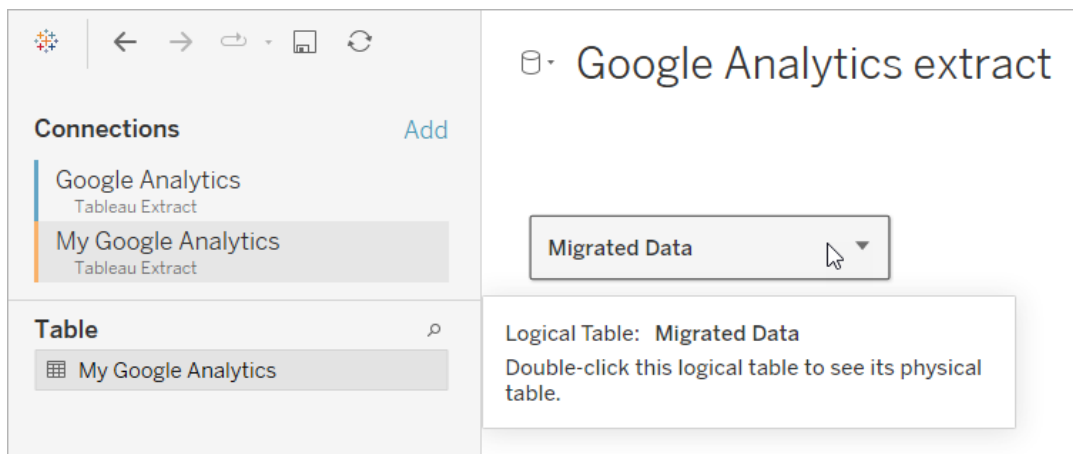 Google Analytics extract
Connections
Add
Google Analytics
Tableau Extract
My Google Analytics
Tableau Extract
Migrated Data
Table
My Google Analytics
Logical Table: Migrated Data
Double-click this logical table to see its physical
table.